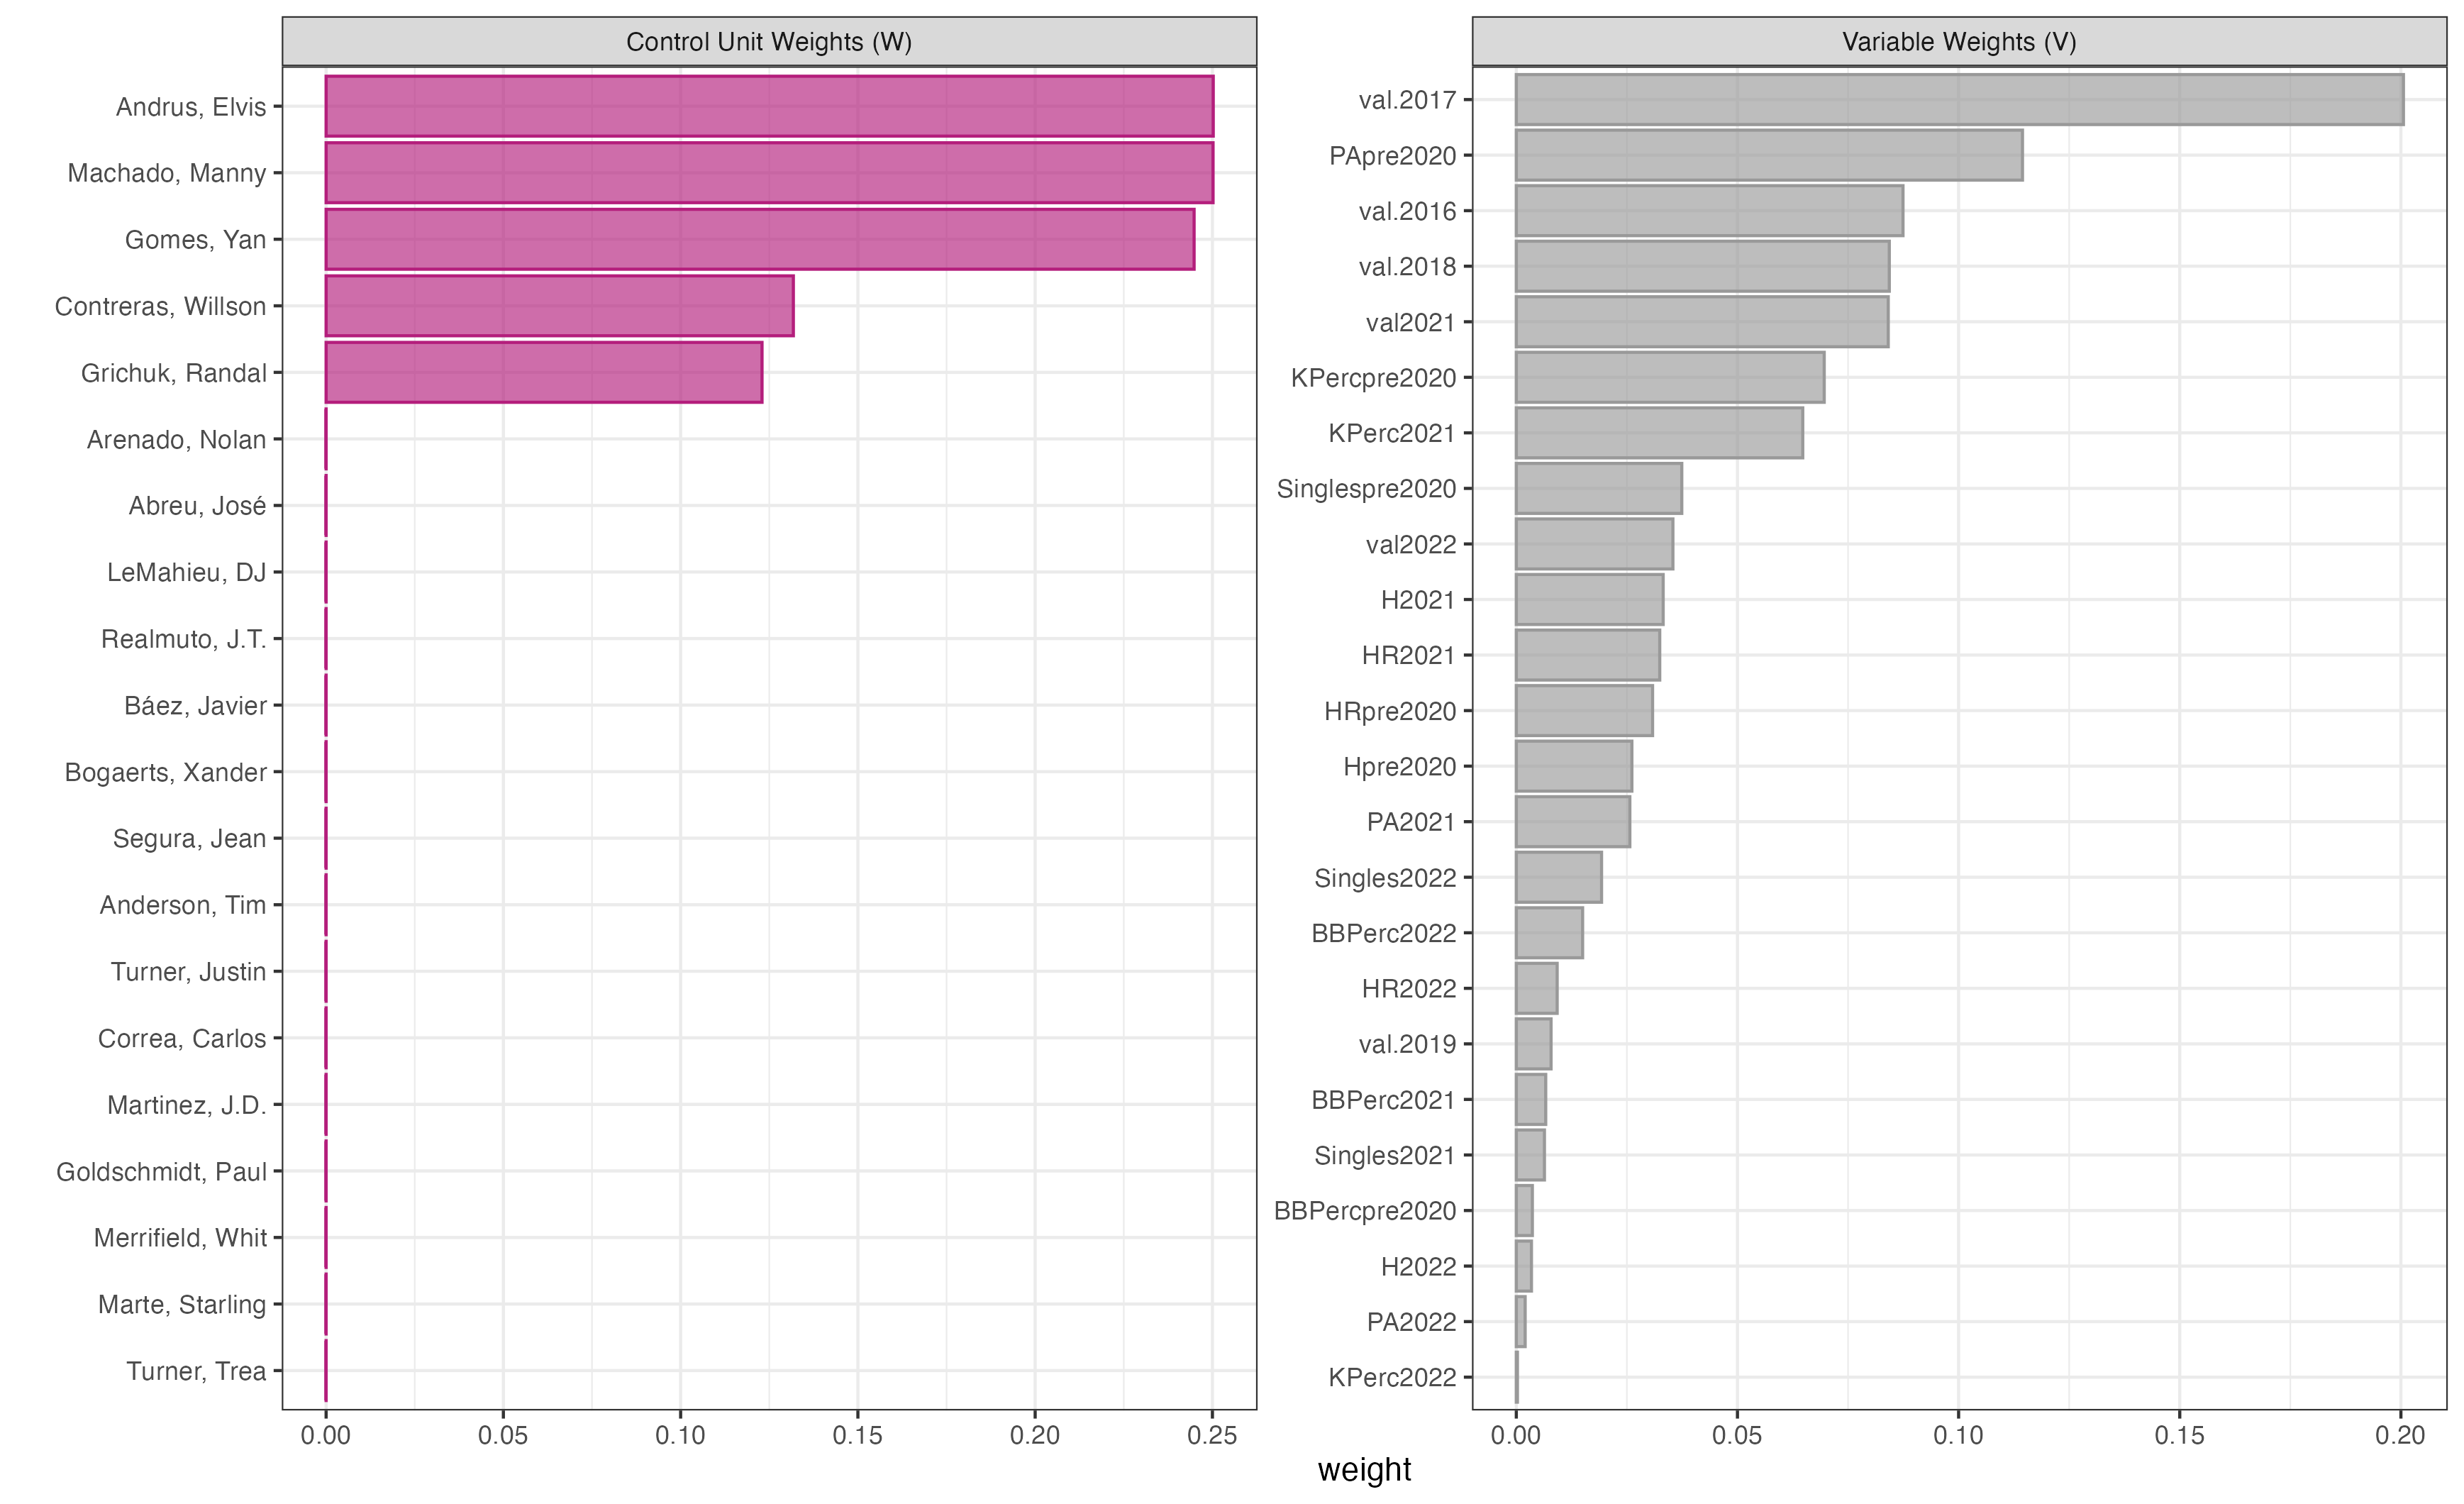 Control Unit Weights (W)
Andrus, Elvis
Machado, Manny
Gomes, Yan
Contreras, Willson
Grichuk, Randal
Arenado, Nolan
Abreu, José
LeMahieu, DJ
Realmuto, J.T.
Báez, Javier
Bogaerts, Xander
Segura, Jean
Anderson, Tim
Turner, Justin
Correa, Carlos
Martinez, J.D.
Goldschmidt, Paul
Merrifield, Whit
Marte, Starling
Turner, Trea
0.00 0.05 0.10 0.15 0.20 0.25
Variable Weights (V)
val.2017
PApre2020
val.2016
val.2018
val2021
KPercpre2020
KPerc2021
Singlespre2020
val2022
H2021
HR2021
HRpre2020
Hpre2020
PA2021
Singles2022
BBPerc2022
HR2022
val.2019
BBPerc2021
Singles2021
BBPercpre2020
H2022
PA2022
KPerc2022
0.00 0.05 0.10 0.15 0.20
weight